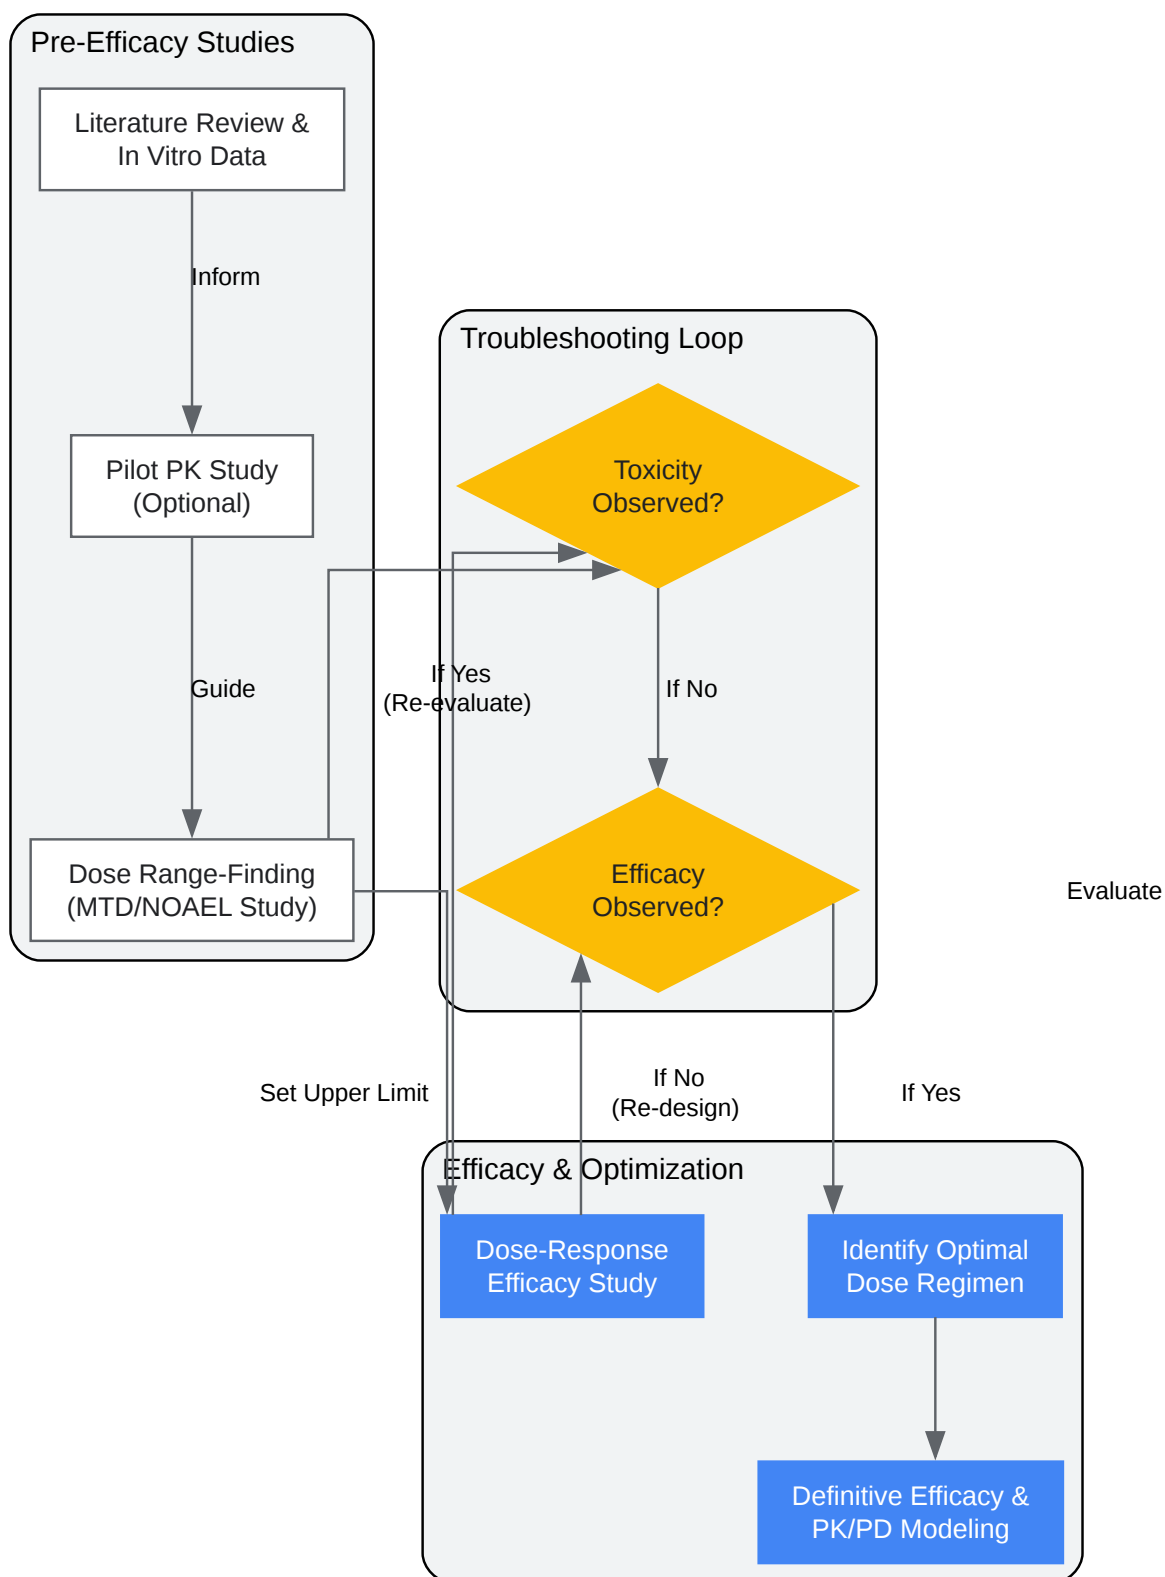 Pre-Efficacy Studies
Literature Review &
In Vitro Data
Inform
Pilot PK Study
(Optional)
Guide
Dose Range-Finding
(MTD/NOAEL Study)
Troubleshooting Loop
Toxicity
Observed?
If Yes
(Re-evaluate)
If No
Efficacy
Observed?
Evaluate
Set Upper Limit
If No
(Re-design)
If Yes
Efficacy & Optimization
Dose-Response
Efficacy Study
Identify Optimal
Dose Regimen
Definitive Efficacy &
PK/PD Modeling